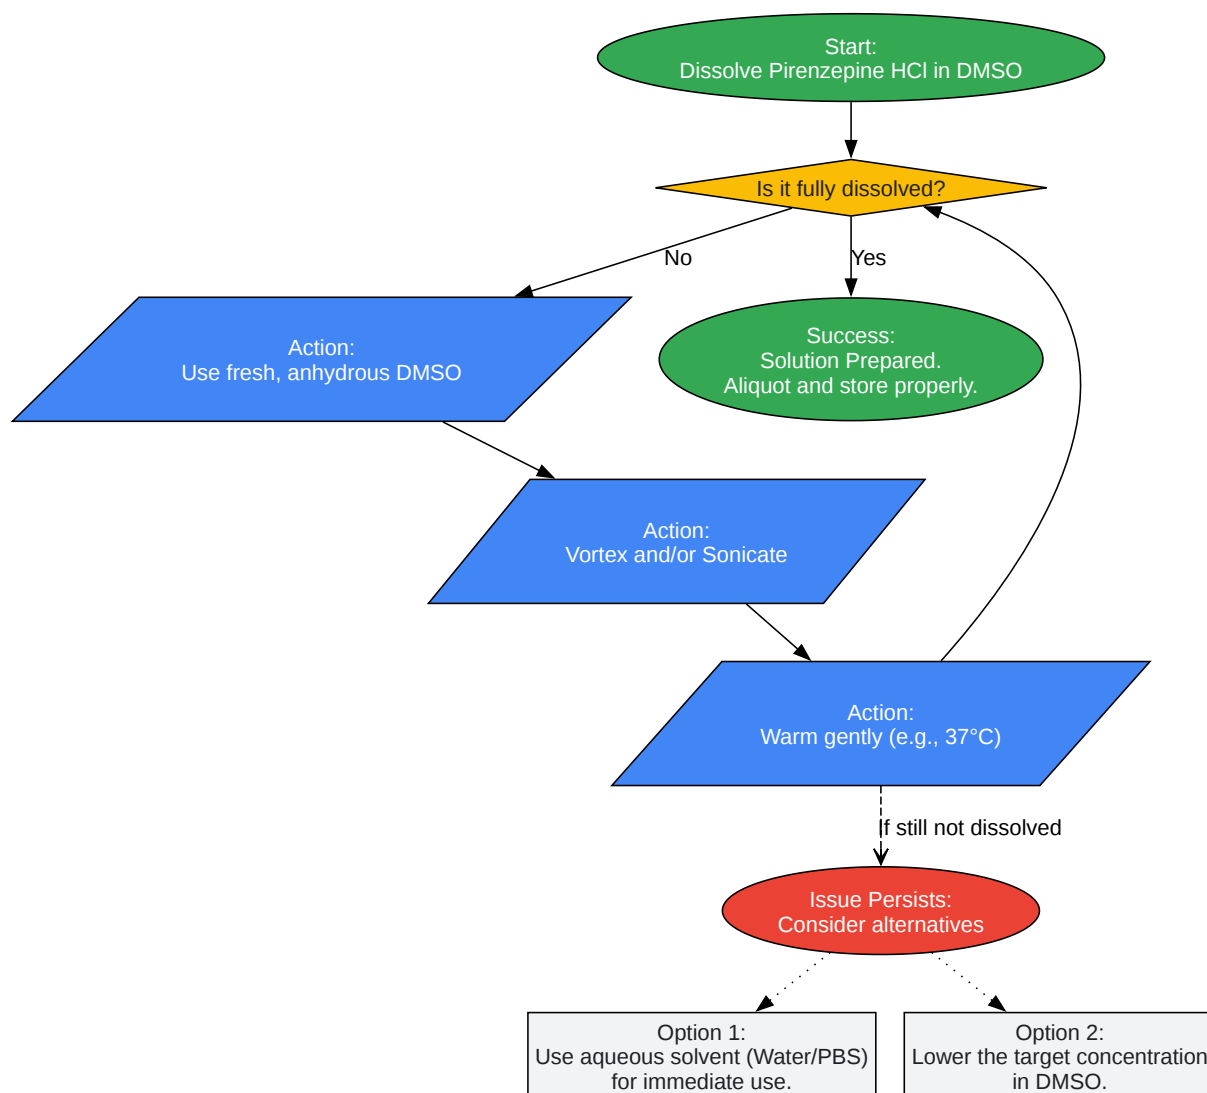 Start:
Dissolve Pirenzepine HCl in DMSO
Is it fully dissolved?
No
Yes
Action:
Use fresh, anhydrous DMSO
Success:
Solution Prepared.
Aliquot and store properly.
Action:
Vortex and/or Sonicate
Action:
Warm gently (e.g., 37°C)
If still not dissolved
Issue Persists:
Consider alternatives
Option 1:
Use aqueous solvent (Water/PBS)
for immediate use.
Option 2:
Lower the target concentration
in DMSO.